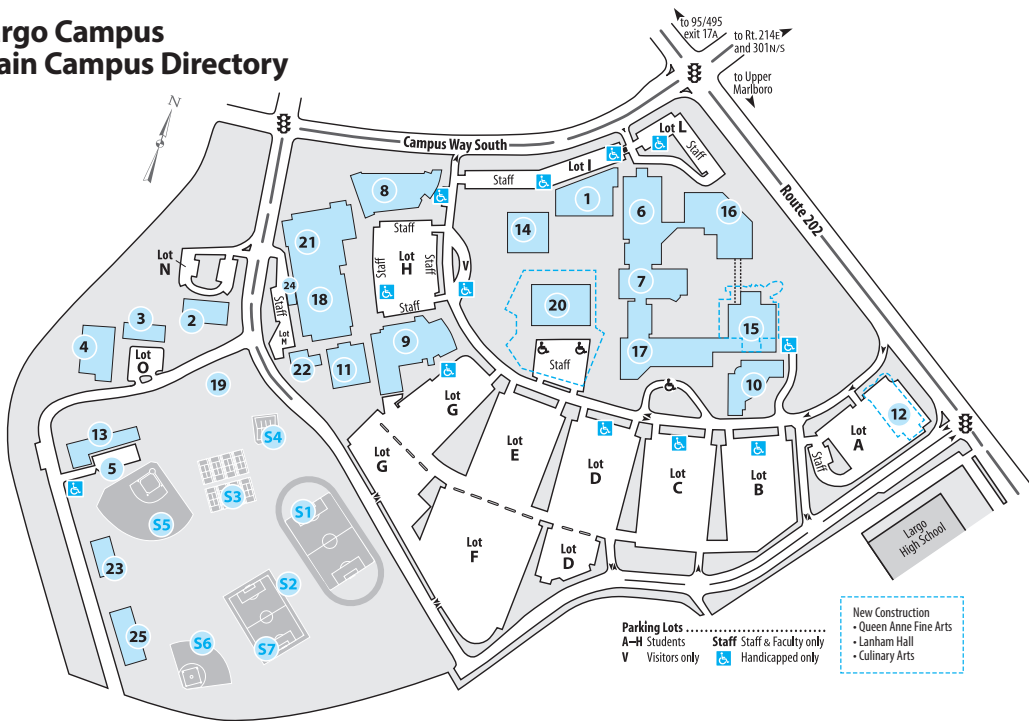 rgo Campus
ain Campus Directory
to 95/495
exit 17A
to Rt. 214E
and 301N/S
to Upper
Marlboro
N
Campus Way South
Route 202
Lot L
Staff
Lot I
Staff
8
1
6
16
14
21
Staff
Lot
H
Staff
Staff
Staff
V
Lot
N
24
18
Staff
Lot
M
7
20
15
2
3
4
Lot
O
9
17
Staff
22
11
10
19
Lot
G
12
Lot
A
Staff
13
S4
5
Lot
G
Lot
E
Lot
D
Lot
C
Lot
B
S3
S1
S5
Largo
High School
Lot
F
Lot
D
23
S2
25
S6
S7
Parking Lots
A–H Students
V Visitors only
Staff Staff & Faculty only
Handicapped only
New Construction
• Queen Anne Fine Arts
• Lanham Hall
• Culinary Arts